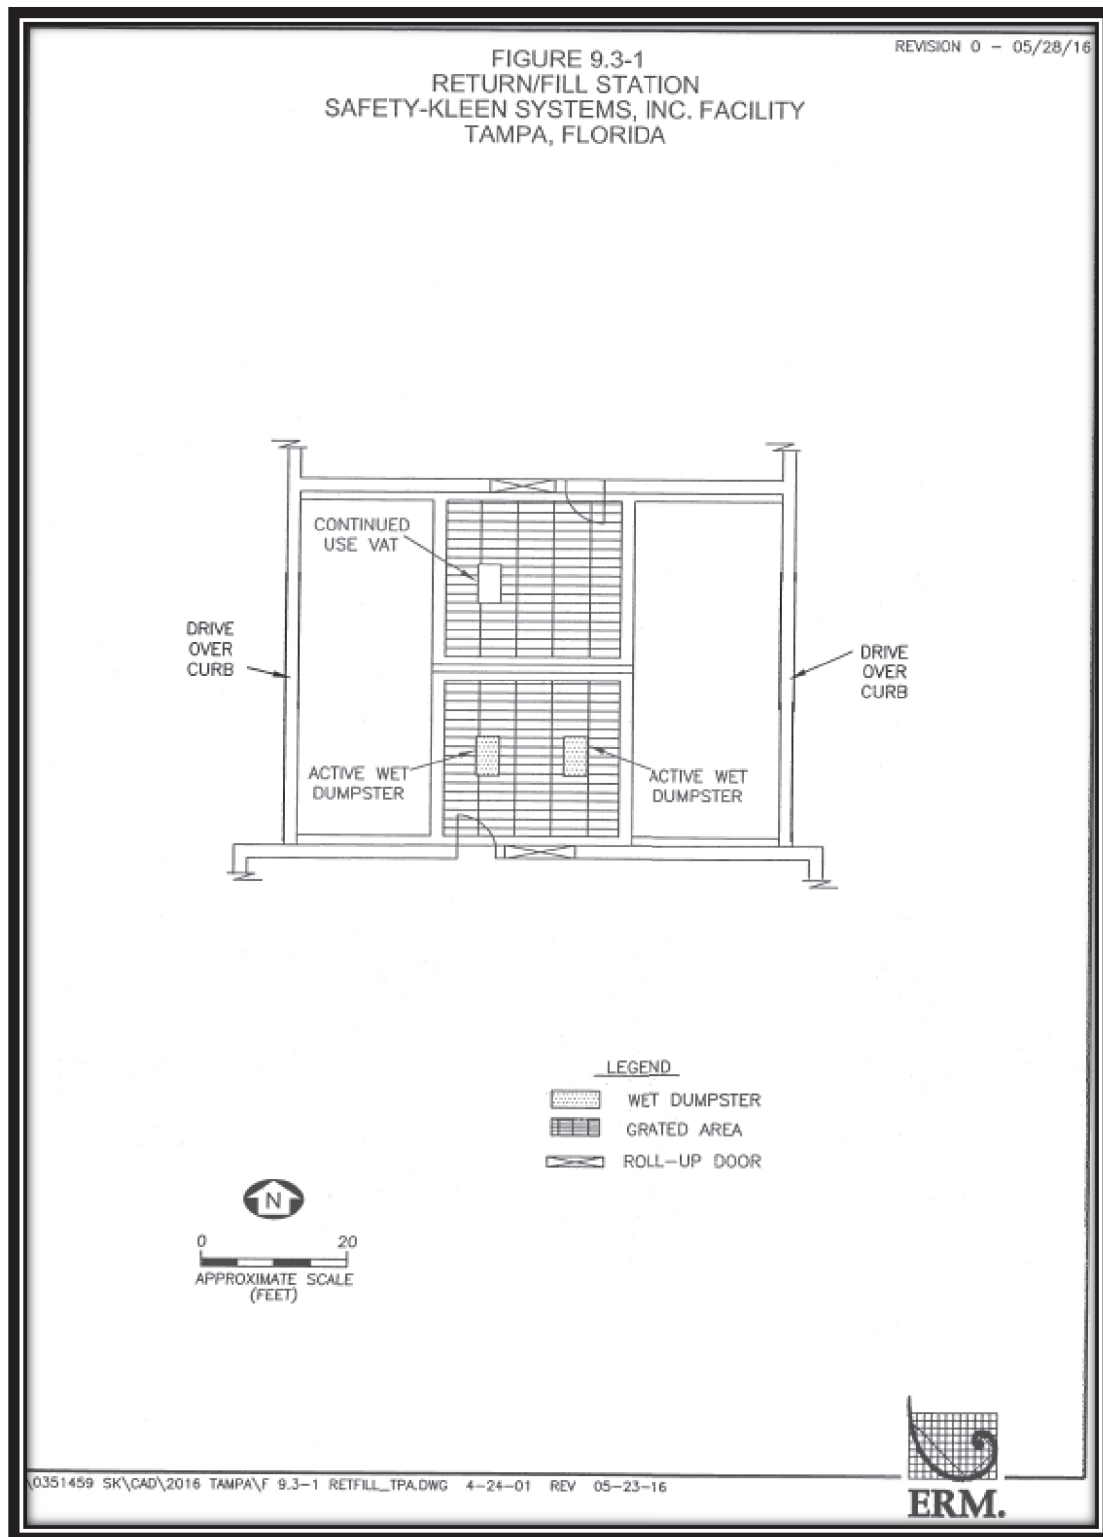 REVISION 0 - 05/28/16
FIGURE 9.3-1
RETURN/FILL STATION
SAFETY-KLEEN SYSTEMS, INC. FACILITY
TAMPA, FLORIDA
CONTINUED
USE VAT
DRIVE
OVER
CURB
DRIVE
OVER
CURB
ACTIVE WET
DUMPSTER
ACTIVE WET
DUMPSTER
LEGEND
WET DUMPSTER
GRATED AREA
ROLL-UP DOOR
N
0 20
APPROXIMATE SCALE
(FEET)
\0351459 SK\CAD\2016 TAMPA\F 9.3-1 RETFILL_TPA.DWG 4-24-01 REV 05-23-16
ERM.